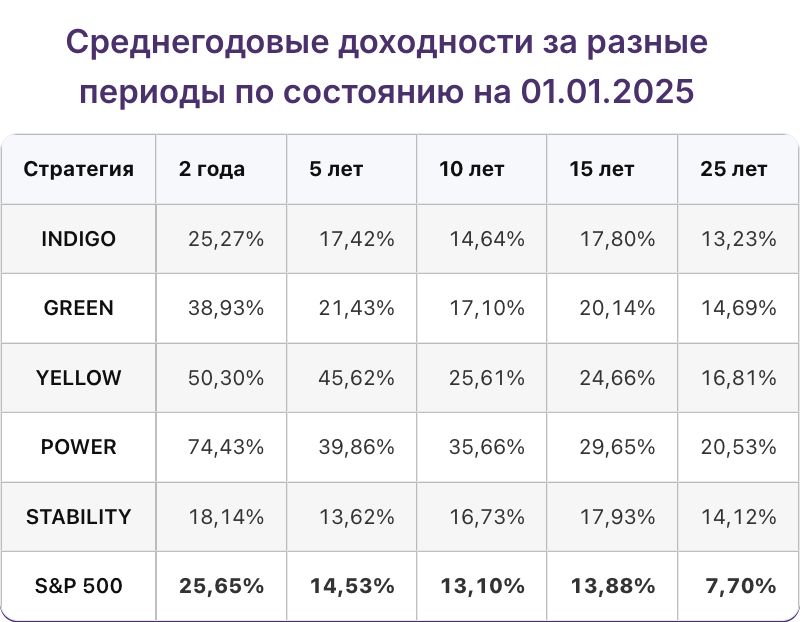 Среднегодовые доходности за разные
периоды по состоянию на 01.01.2025
Стратегия 2 года 5 лет 10 лет 15 лет 25 лет
INDIGO 25,27% 17,42% 14,64% 17,80% 13,23%
GREEN 38,93% 21,43% 17,10% 20,14% 14,69%
YELLOW 50,30% 45,62% 25,61% 24,66% 16,81%
POWER 74,43% 39,86% 35,66% 29,65% 20,53%
STABILITY 18,14% 13,62% 16,73% 17,93% 14,12%
S&P 500 25,65% 14,53% 13,10% 13,88% 7,70%